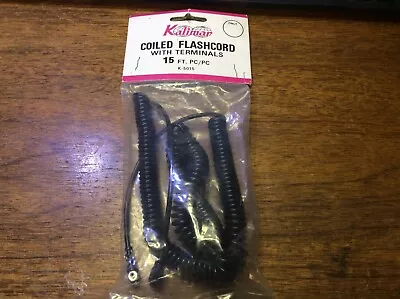 Kalimar
COILED FLASHCORD
WITH TERMINALS
15 FT. PC/PC
K-5015